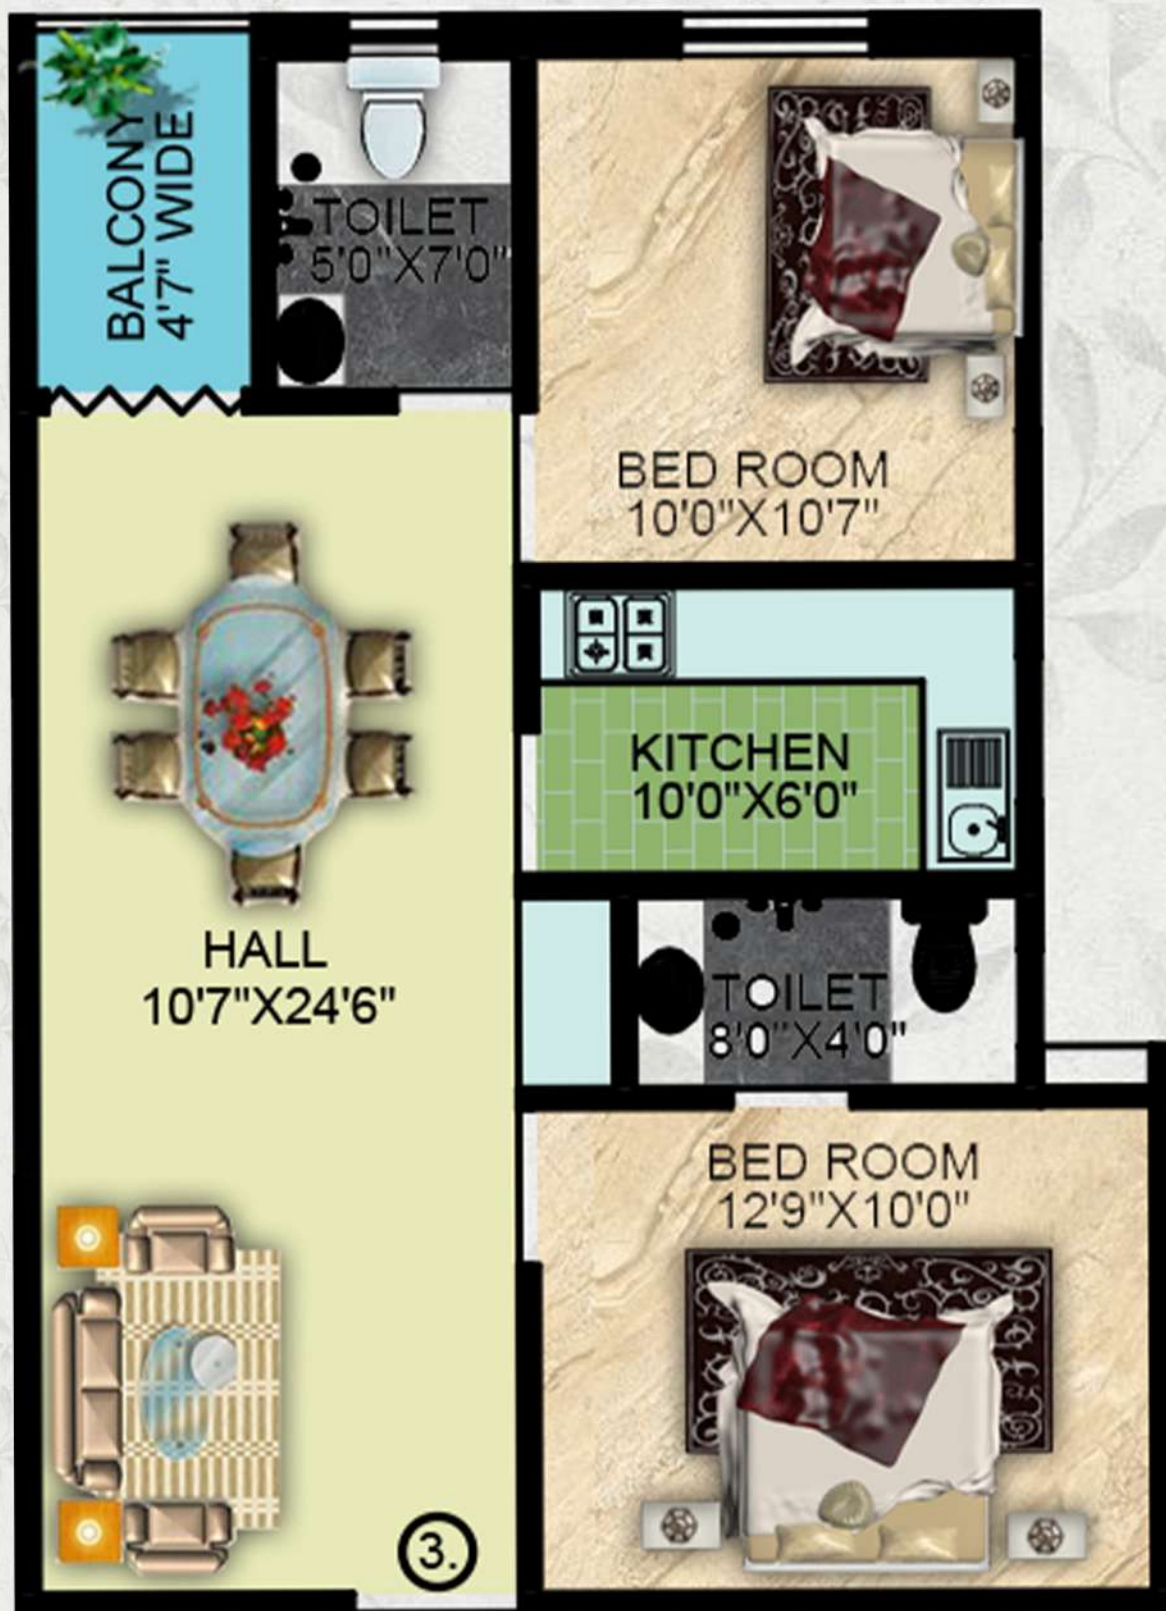 BALCONY
4'7" WIDE
TOILET
5'0"X7'0"
BED ROOM
10'0"X10'7"
KITCHEN
10'0"X6'0"
HALL
10'7"X24'6"
TOILET
8'0"X4'0"
BED ROOM
12'9"X10'0"
3.